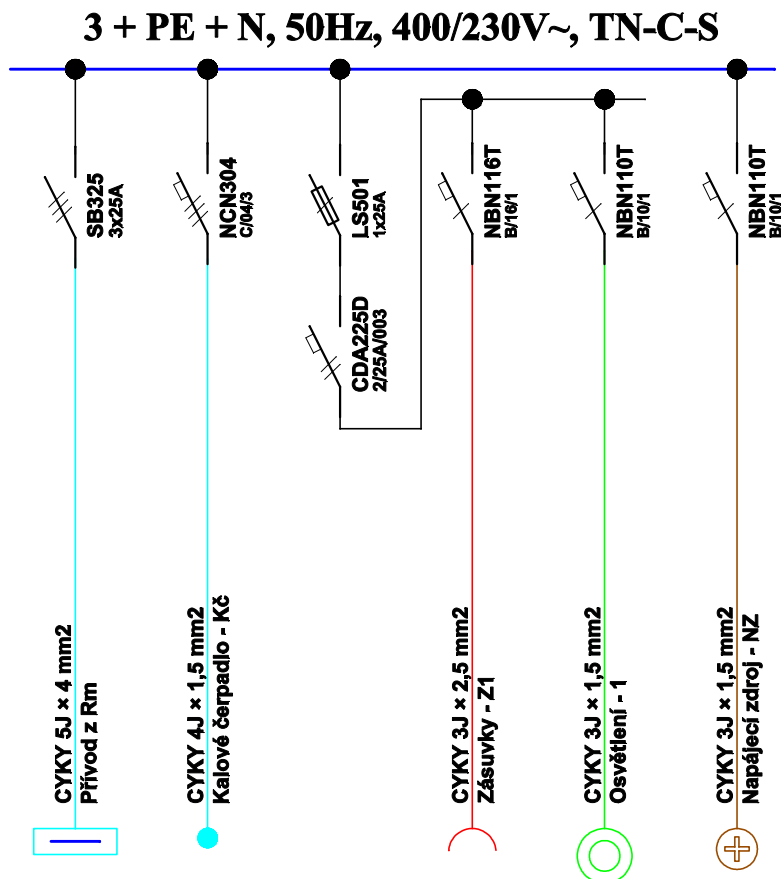 3 + PE + N, 50Hz, 400/230V~, TN-C-S
SB325
3x25A
NCN304
C/04/3
LS501
1x25A
CDA225D
2/25A/003
NBN116T
B/16/1
NBN110T
B/10/1
NBN110T
B/10/1
CYKY 5J × 4 mm2
Přívod z Rm
CYKY 4J × 1,5 mm2
Kalové čerpadlo - Kč
CYKY 3J × 2,5 mm2
Zásuvky - Z1
CYKY 3J × 1,5 mm2
Osvětlení - 1
CYKY 3J × 1,5 mm2
Napájecí zdroj - NZ